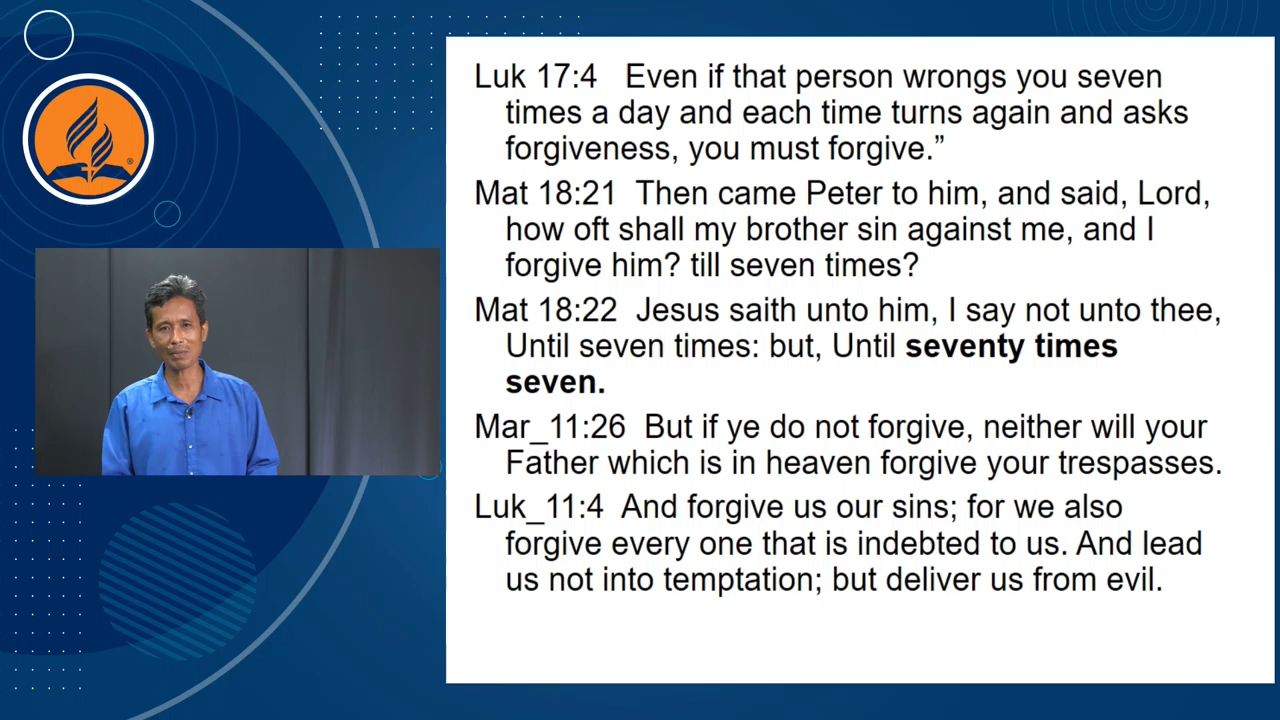 Luk 17:4 Even if that person wrongs you seven
times a day and each time turns again and asks
forgiveness, you must forgive.”
Mat 18:21 Then came Peter to him, and said, Lord,
how oft shall my brother sin against me, and I
forgive him? till seven times?
Mat 18:22 Jesus saith unto him, I say not unto thee,
Until seven times: but, Until seventy times
seven.
Mar_11:26 But if ye do not forgive, neither will your
Father which is in heaven forgive your trespasses.
Luk_11:4 And forgive us our sins; for we also
forgive every one that is indebted to us. And lead
us not into temptation; but deliver us from evil.
®